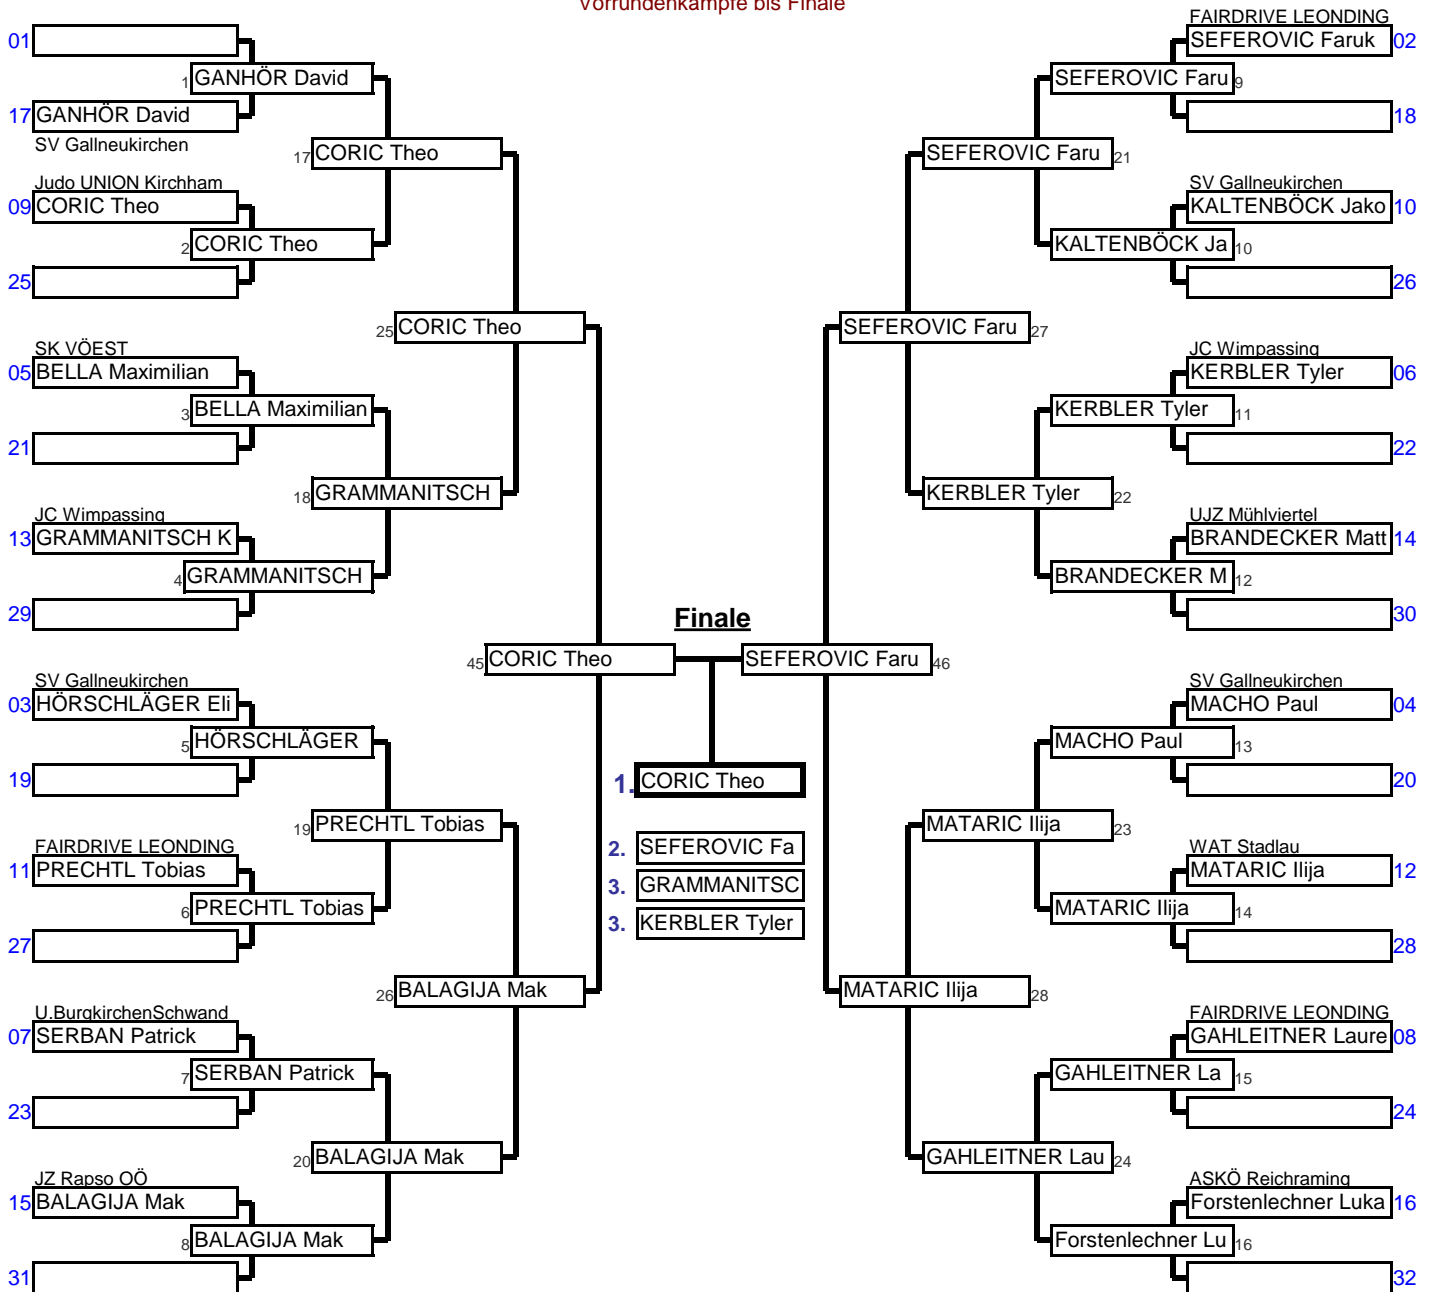 Vorrundenkämpfe bis Finale
01
1 GANHÖR David
17 GANHÖR David
SV Gallneukirchen
17 CORIC Theo
Judo UNION Kirchham
09 CORIC Theo
2 CORIC Theo
25
25 CORIC Theo
SK VÖEST
05 BELLA Maximilian
3 BELLA Maximilian
21
18 GRAMMANITSCH
JC Wimpassing
13 GRAMMANITSCH K
4 GRAMMANITSCH
29
45 CORIC Theo
SV Gallneukirchen
03 HÖRSCHLÄGER Eli
5 HÖRSCHLÄGER
19
19 PRECHTL Tobias
FAIRDRIVE LEONDING
11 PRECHTL Tobias
6 PRECHTL Tobias
27
26 BALAGIJA Mak
U.BurgkirchenSchwand
07 SERBAN Patrick
7 SERBAN Patrick
23
20 BALAGIJA Mak
JZ Rapso OÖ
15 BALAGIJA Mak
8 BALAGIJA Mak
31
Finale
1. CORIC Theo
2. SEFEROVIC Fa
3. GRAMMANITSC
3. KERBLER Tyler
FAIRDRIVE LEONDING
SEFEROVIC Faruk 02
SEFEROVIC Faru 9
18
SEFEROVIC Faru 21
SV Gallneukirchen
KALTENBÖCK Jako 10
KALTENBÖCK Ja 10
26
SEFEROVIC Faru 27
JC Wimpassing
KERBLER Tyler 06
KERBLER Tyler 11
22
KERBLER Tyler 22
UJZ Mühlviertel
BRANDECKER Matt 14
BRANDECKER M 12
30
SEFEROVIC Faru 46
SV Gallneukirchen
MACHO Paul 04
MACHO Paul 13
20
MATARIC Ilija 23
WAT Stadlau
MATARIC Ilija 12
MATARIC Ilija 14
28
MATARIC Ilija 28
FAIRDRIVE LEONDING
GAHLEITNER Laure 08
GAHLEITNER La 15
24
GAHLEITNER Lau 24
ASKÖ Reichraming
Forstenlechner Luka 16
Forstenlechner Lu 16
32